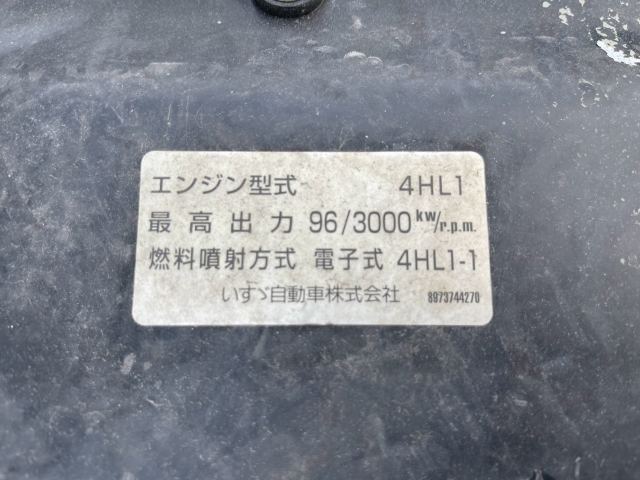 エンジン型式 4HL1
最高出力 96/3000 kw/r.p.m.
燃料噴射方式 電子式 4HL1-1
いすゞ自動車株式会社 8973744270